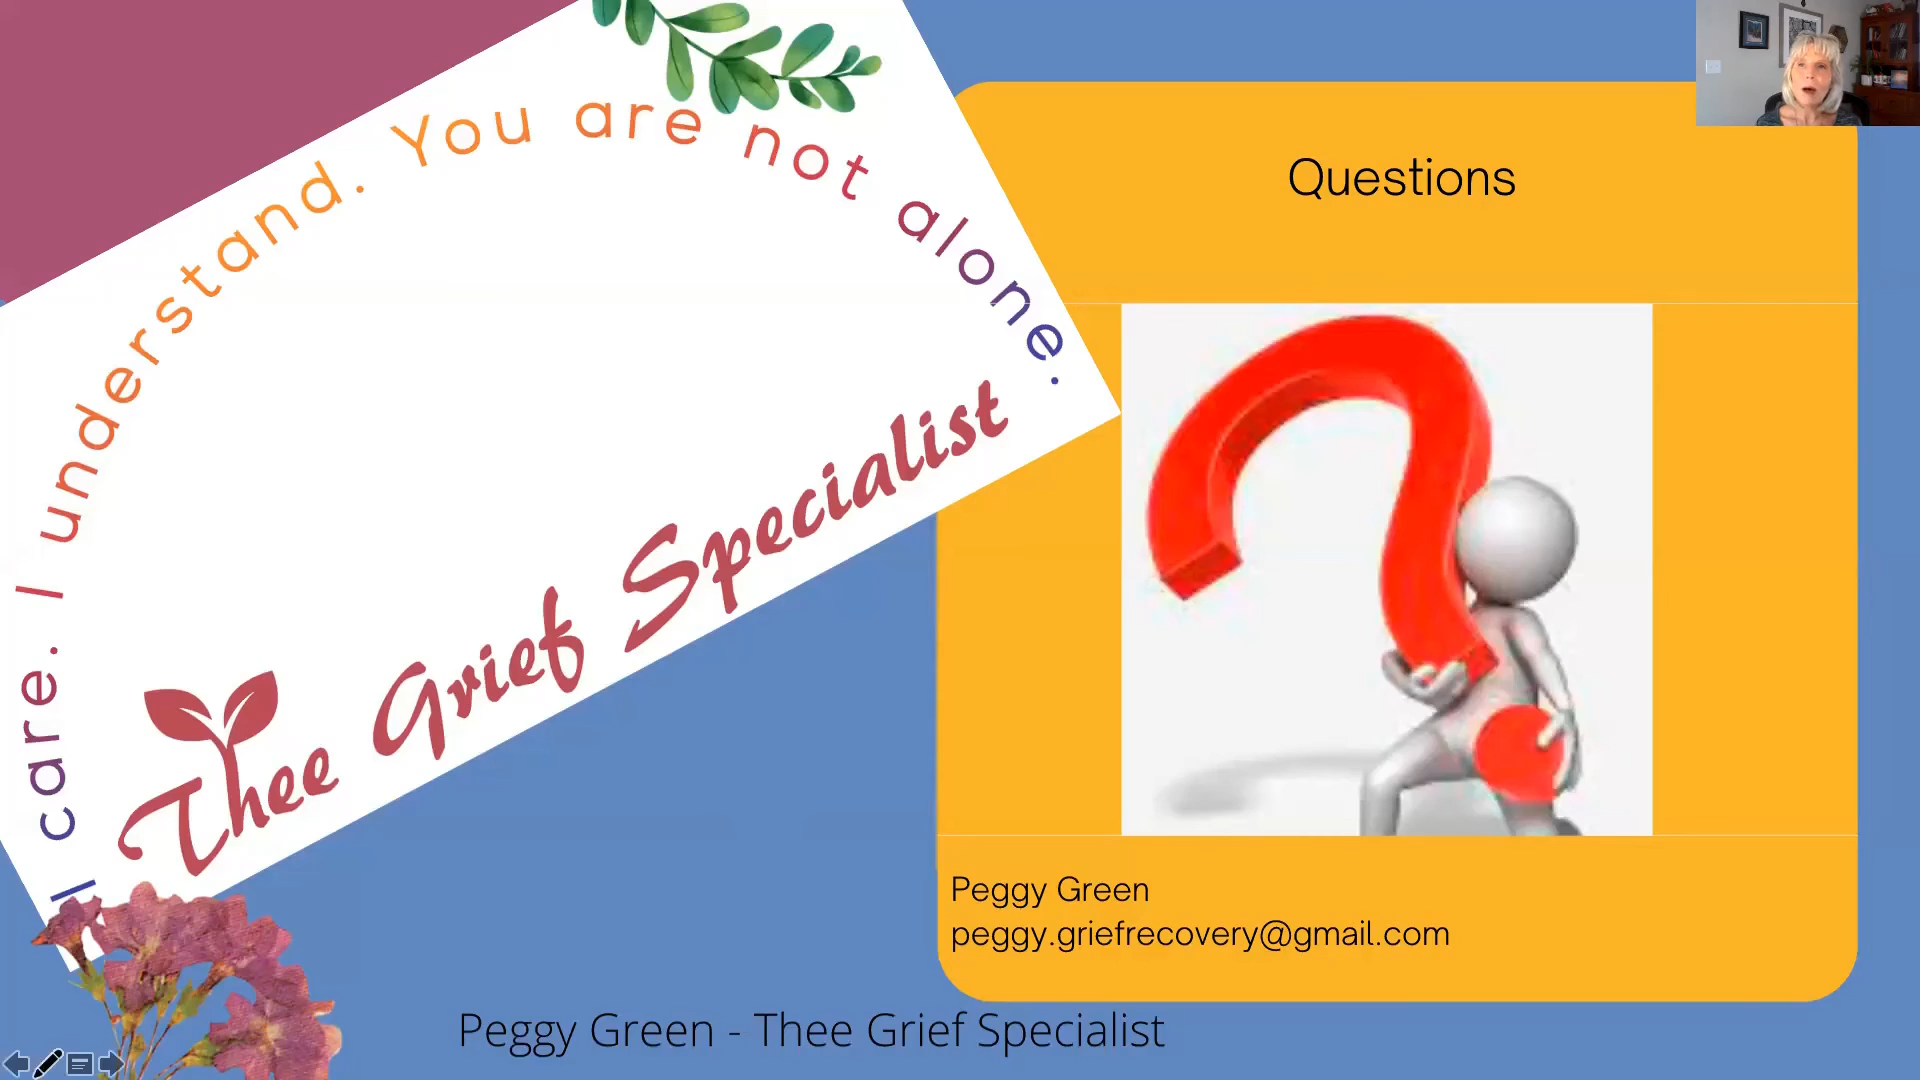 I care. I understand. You are not alone.
Thee Grief Specialist
Questions
Peggy Green
peggy.griefrecovery@gmail.com
Peggy Green - Thee Grief Specialist